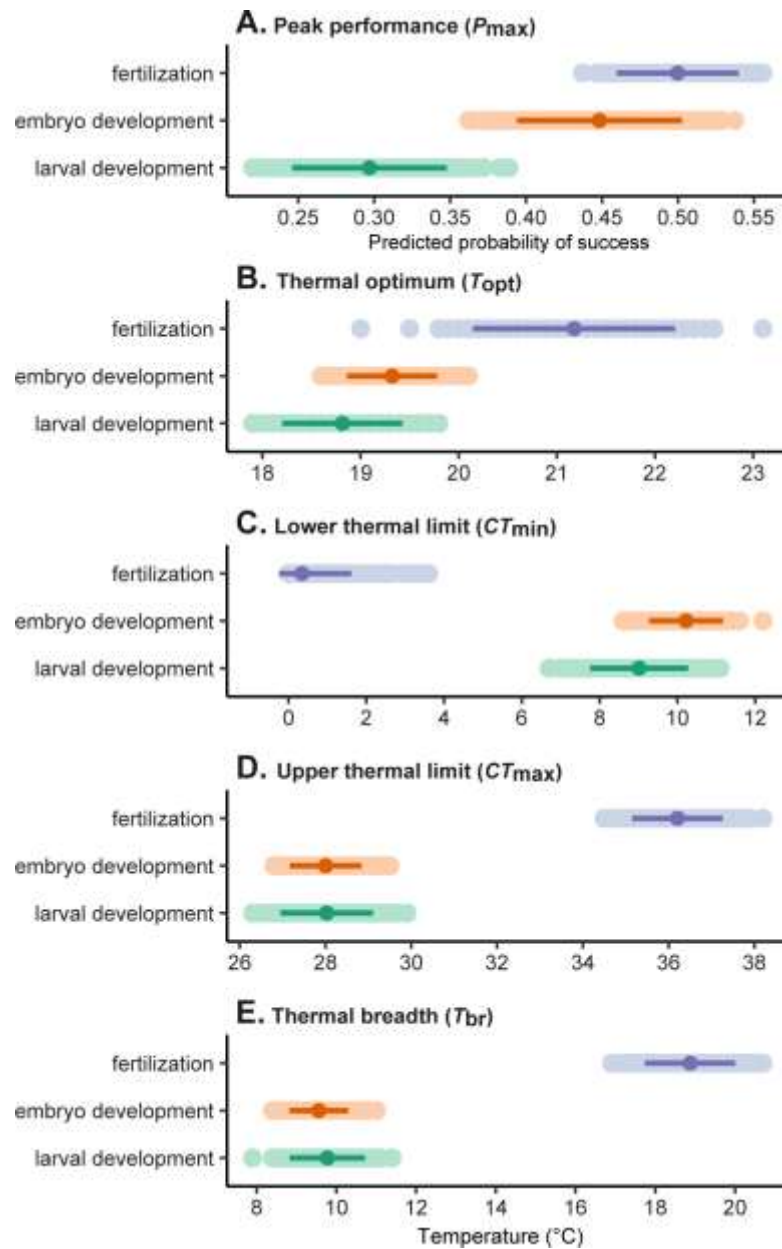 A. Peak performance (Pmax)
fertilization
embryo development
larval development
0.25 0.30 0.35 0.40 0.45 0.50 0.55
Predicted probability of success
B. Thermal optimum (Topt)
fertilization
embryo development
larval development
18 19 20 21 22 23
C. Lower thermal limit (CTmin)
fertilization
embryo development
larval development
0 2 4 6 8 10 12
D. Upper thermal limit (CTmax)
fertilization
embryo development
larval development
26 28 30 32 34 36 38
E. Thermal breadth (Tbr)
fertilization
embryo development
larval development
8 10 12 14 16 18 20
Temperature (°C)